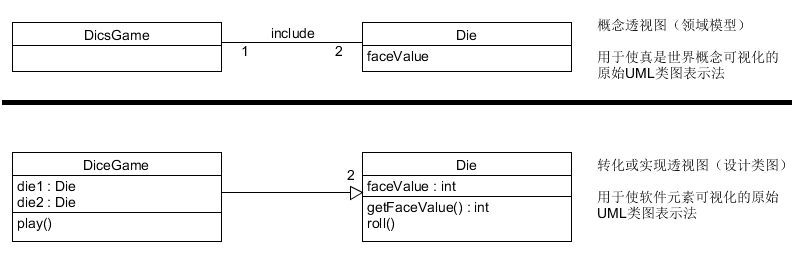 DicsGame
include
1
2
Die
faceValue
概念透视图（领域模型）
用于使真是世界概念可视化的
原始UML类图表示法
DiceGame
die1 : Die
die2 : Die
play()
2
Die
faceValue : int
getFaceValue() : int
roll()
转化或实现透视图（设计类图）
用于使软件元素可视化的原始
UML类图表示法